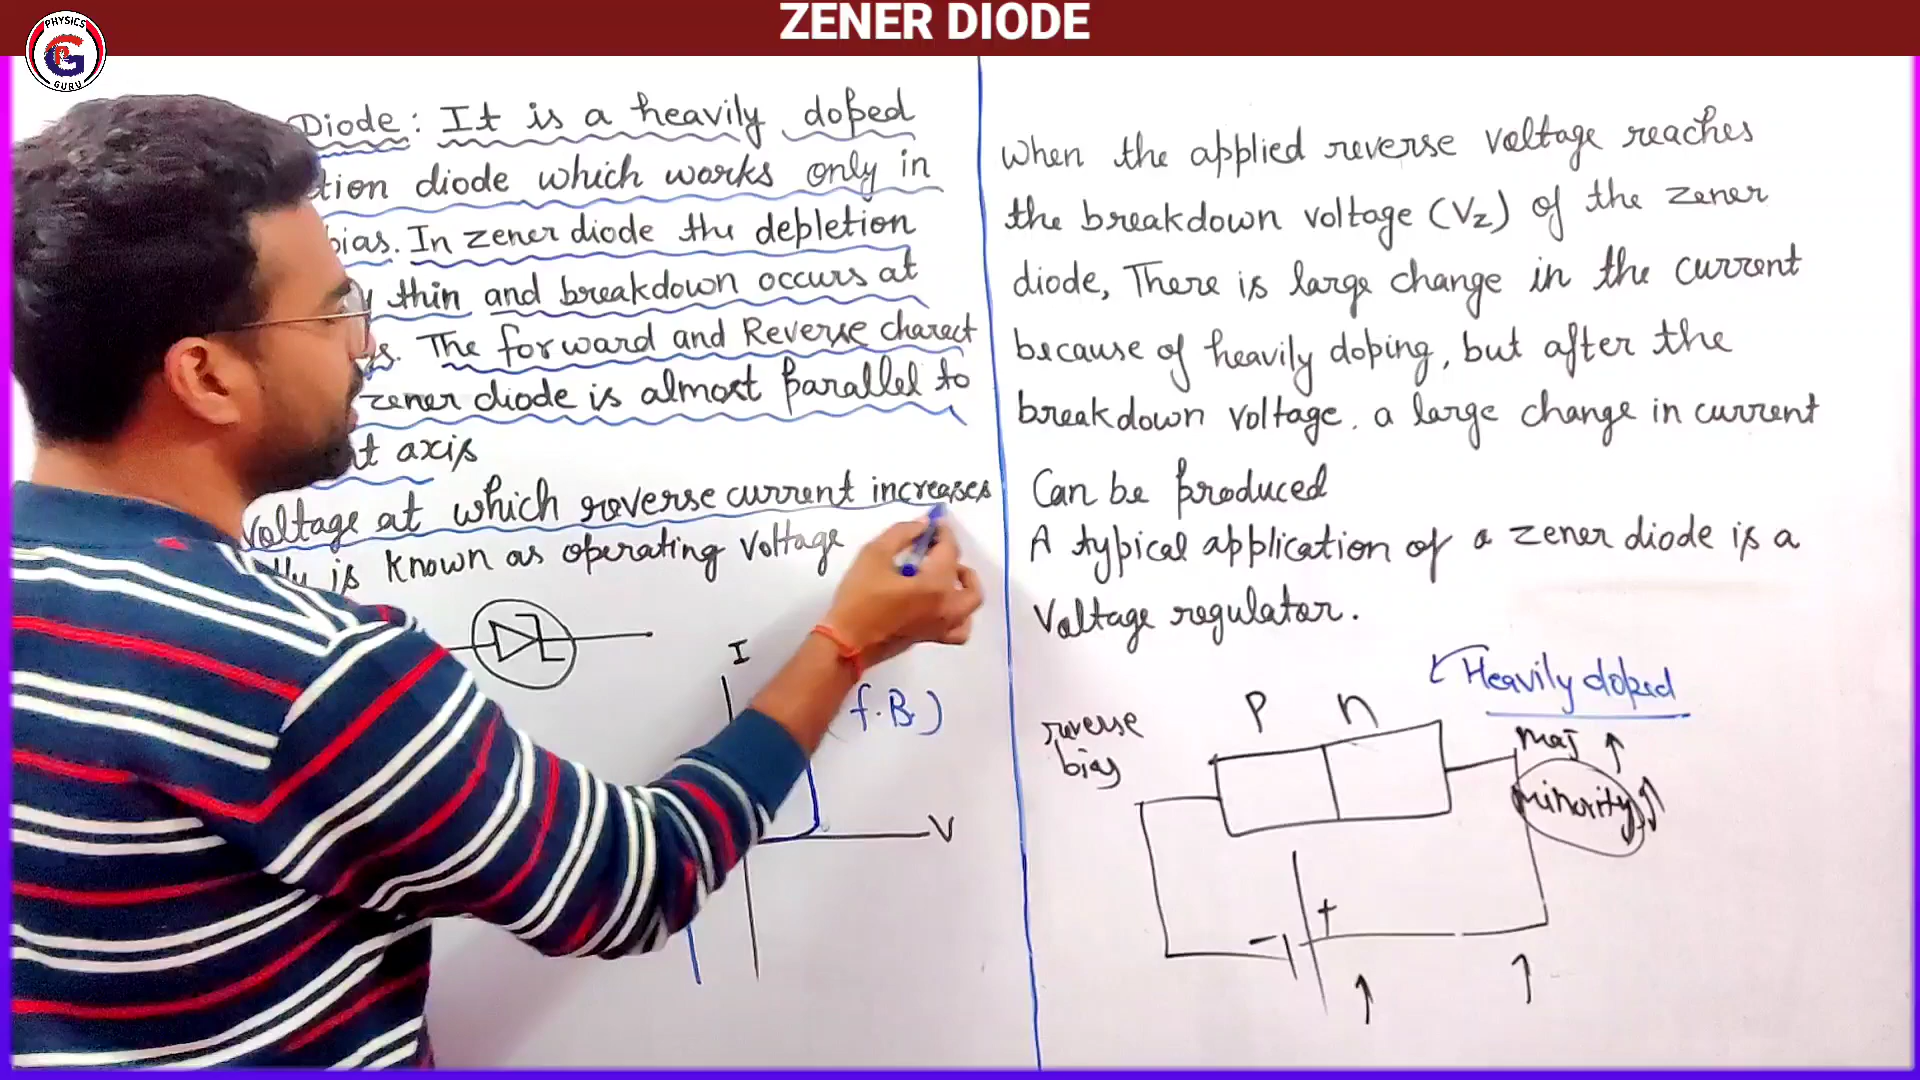 ZENER DIODE
PHYSICS
GURU
Diode: It is a heavily doped
tion diode which works only in
bias. In zener diode the depletion
thin and breakdown occurs at
The forward and Reverse charact
zener diode is almost parallel to
t axis
voltage at which reverse current increases
is known as operating voltage
I
(f.B.)
V
When the applied reverse voltage reaches
the breakdown voltage (Vz) of the zener
diode, There is large change in the current
because of heavily doping, but after the
breakdown voltage. a large change in current
Can be produced
A typical application of a zener diode is a
Voltage regulator.
Heavily doped
P n
reverse
bias
maj ↑
minority ↑
+